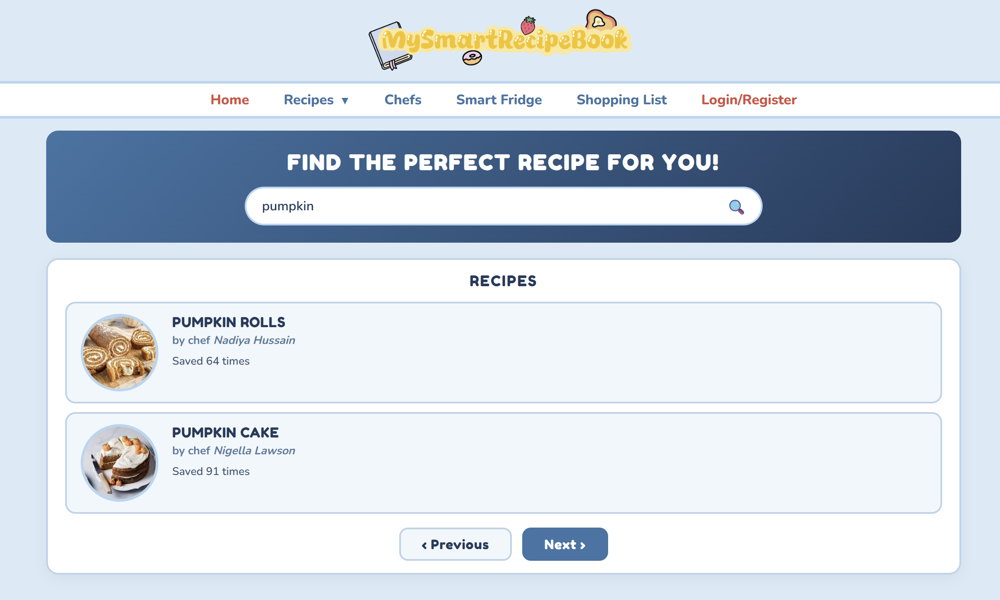 MySmartRecipeBook
Home Recipes ▼ Chefs Smart Fridge Shopping List Login/Register
FIND THE PERFECT RECIPE FOR YOU!
pumpkin
RECIPES
PUMPKIN ROLLS
by chef Nadiya Hussain
Saved 64 times
PUMPKIN CAKE
by chef Nigella Lawson
Saved 91 times
‹ Previous Next ›